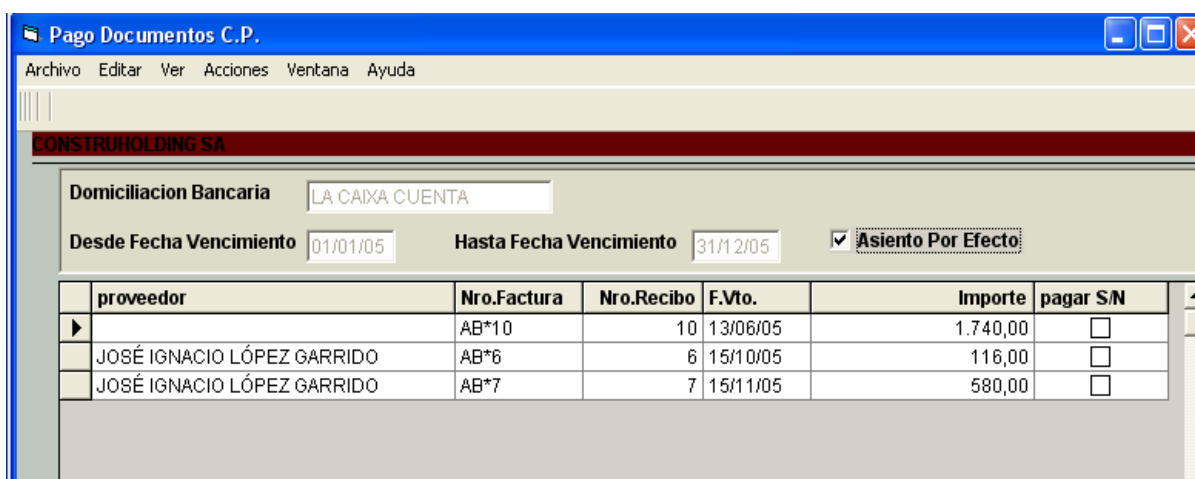 Pago Documentos C.P.
Archivo Editar Ver Acciones Ventana Ayuda
CONSTRUHOLDING SA
Domiciliacion Bancaria LA CAIXA CUENTA
Desde Fecha Vencimiento 01/01/05 Hasta Fecha Vencimiento 31/12/05 Asiento Por Efecto
proveedor Nro.Factura Nro.Recibo F.Vto. Importe pagar S/N
AB*10 10 13/06/05 1.740,00
JOSÉ IGNACIO LÓPEZ GARRIDO AB*6 6 15/10/05 116,00
JOSÉ IGNACIO LÓPEZ GARRIDO AB*7 7 15/11/05 580,00